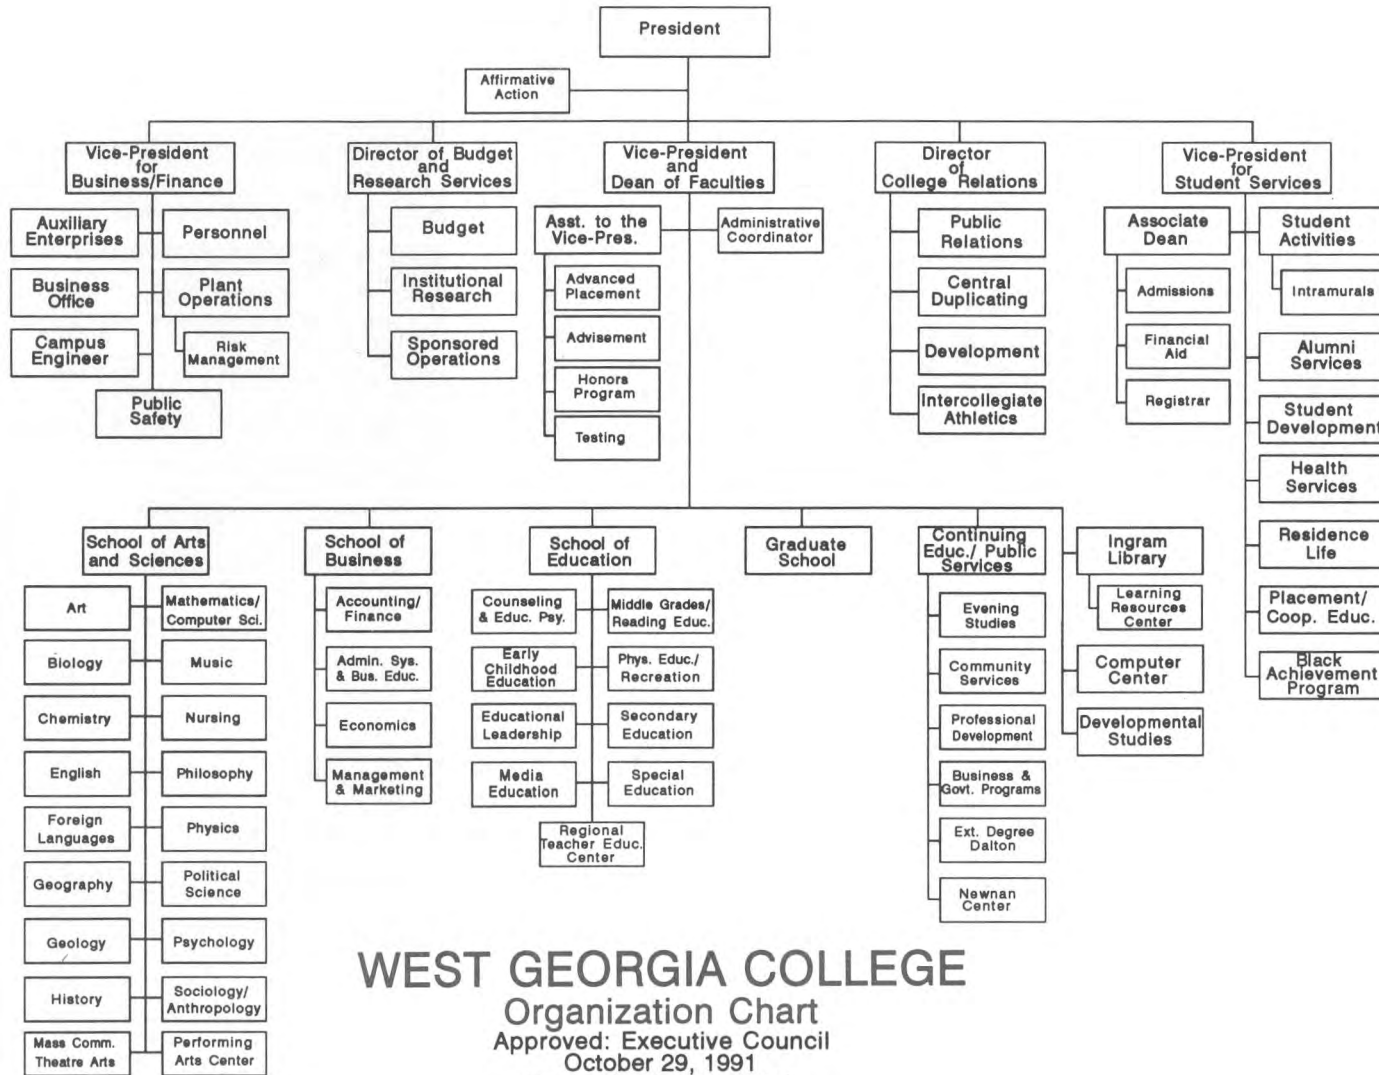 President
Affirmative
Action
Vice-President
for
Business/Finance
Director of Budget
and
Research Services
Vice-President
and
Dean of Faculties
Director
of
College Relations
Vice-President
for
Student Services
Auxiliary
Enterprises
Personnel
Business
Office
Plant
Operations
Campus
Engineer
Risk
Management
Public
Safety
Budget
Institutional
Research
Sponsored
Operations
Asst. to the
Vice-Pres.
Administrative
Coordinator
Advanced
Placement
Advisement
Honors
Program
Testing
Public
Relations
Central
Duplicating
Development
Intercollegiate
Athletics
Associate
Dean
Student
Activities
Admissions
Intramurals
Financial
Aid
Registrar
Alumni
Services
Student
Development
Health
Services
Residence
Life
Placement/
Coop. Educ.
Black
Achievement
Program
School of Arts
and Sciences
School of
Business
School of
Education
Graduate
School
Continuing
Educ./ Public
Services
Ingram
Library
Art
Mathematics/
Computer Sci.
Biology
Music
Chemistry
Nursing
English
Philosophy
Foreign
Languages
Physics
Geography
Political
Science
Geology
Psychology
History
Sociology/
Anthropology
Mass Comm.
Theatre Arts
Performing
Arts Center
Accounting/
Finance
Admin. Sys.
& Bus. Educ.
Economics
Management
& Marketing
Counseling
& Educ. Psy.
Middle Grades/
Reading Educ.
Early
Childhood
Education
Phys. Educ./
Recreation
Educational
Leadership
Secondary
Education
Media
Education
Special
Education
Regional
Teacher Educ.
Center
Evening
Studies
Community
Services
Professional
Development
Business &
Govt. Programs
Ext. Degree
Dalton
Newnan
Center
Learning
Resources
Center
Computer
Center
Developmental
Studies
WEST GEORGIA COLLEGE
Organization Chart
Approved: Executive Council
October 29, 1991